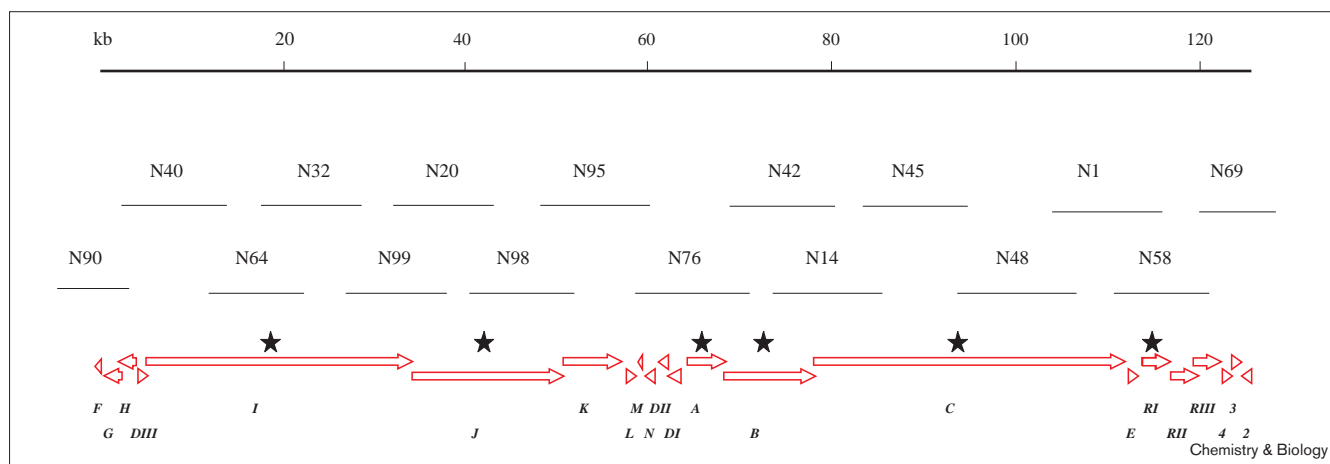 kb 20 40 60 80 100 120
N40 N32 N20 N95 N42 N45 N1 N69
N90 N64 N99 N98 N76 N14 N48 N58
F H I K M DII A C RI RIII 3
G DIII J L N DI B E RII 4 2
Chemistry & Biology